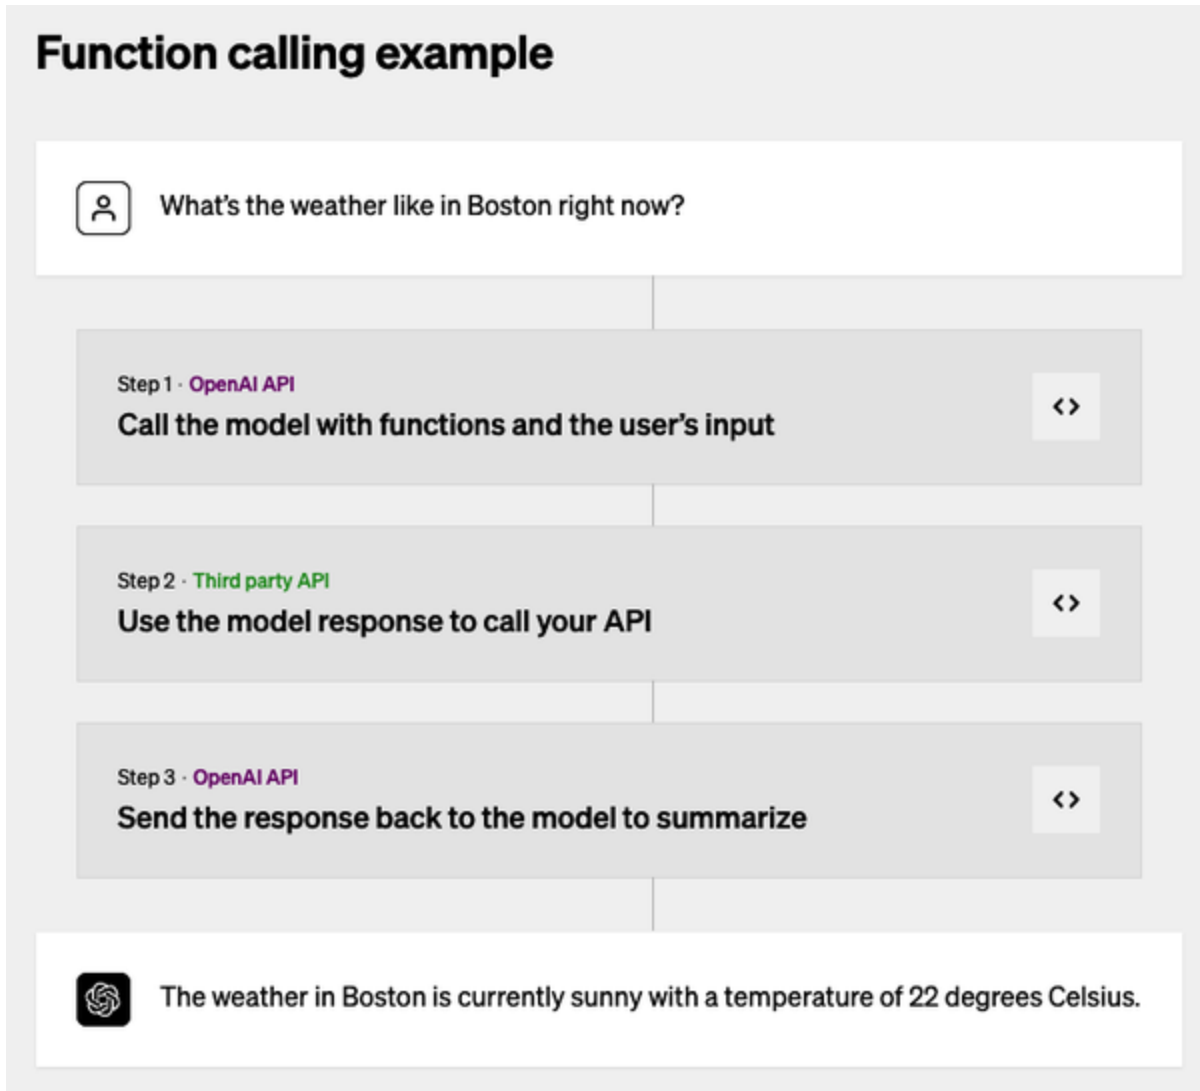 Function calling example
What’s the weather like in Boston right now?
Step 1 · OpenAI API
Call the model with functions and the user’s input
<>
Step 2 · Third party API
Use the model response to call your API
<>
Step 3 · OpenAI API
Send the response back to the model to summarize
<>
The weather in Boston is currently sunny with a temperature of 22 degrees Celsius.